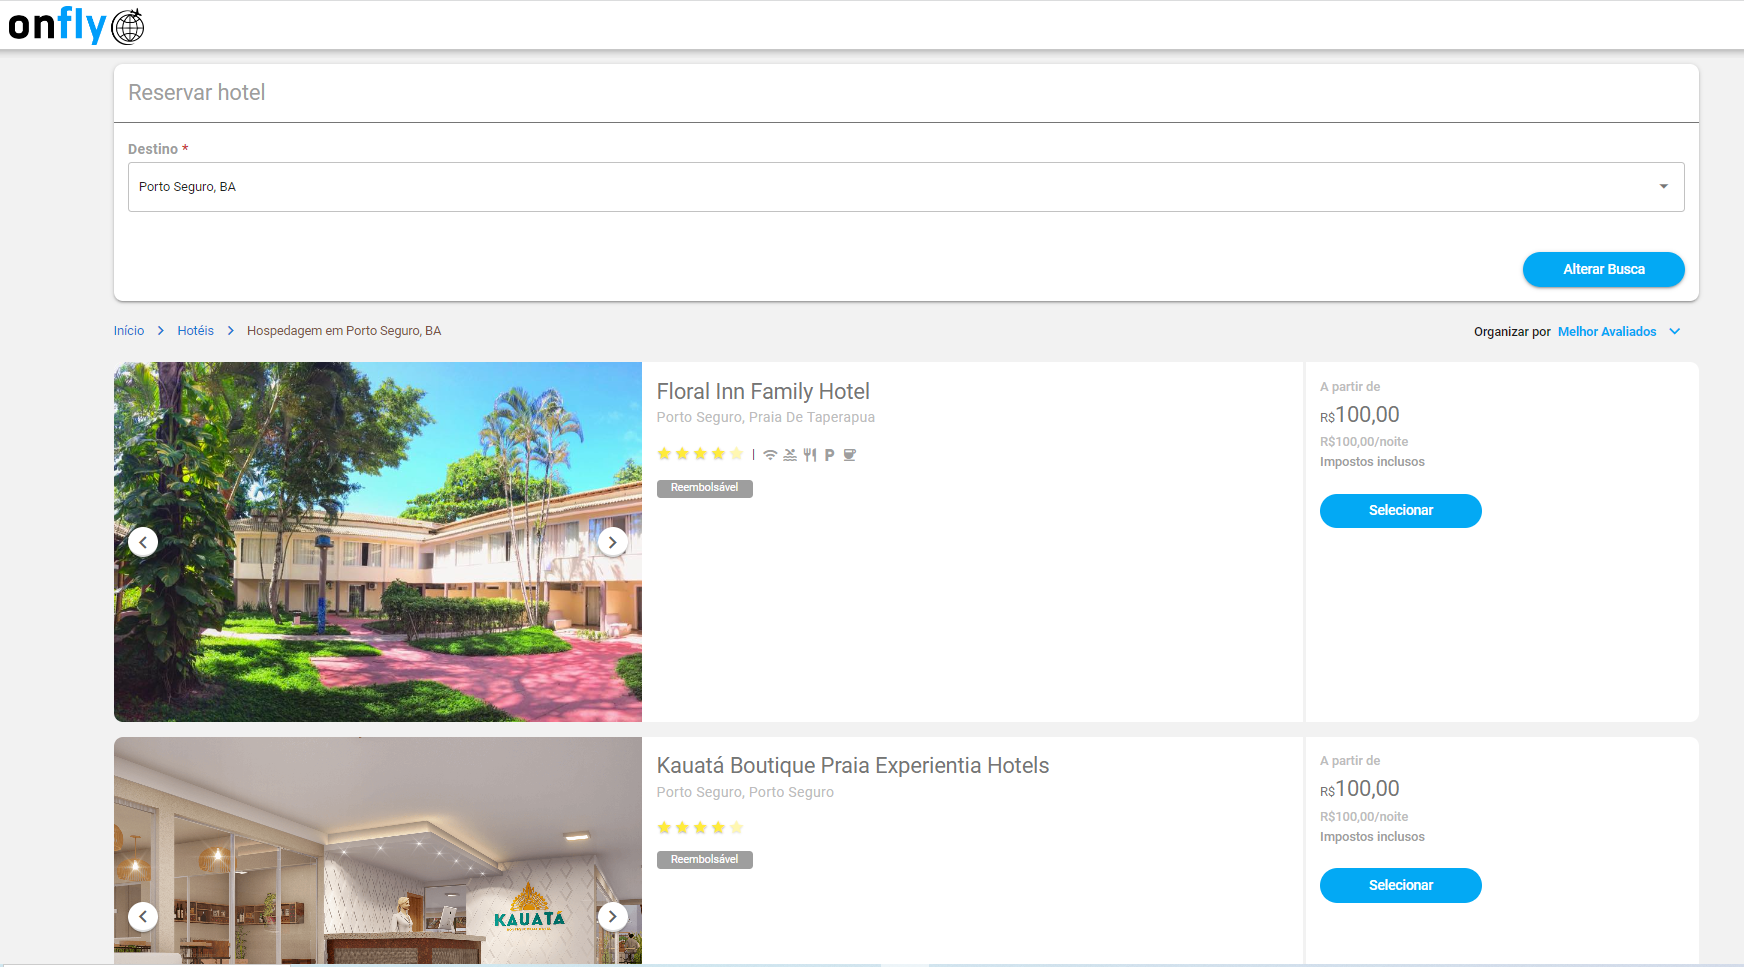 onfly
Reservar hotel
Destino *
Porto Seguro, BA
Alterar Busca
Início > Hotéis > Hospedagem em Porto Seguro, BA
Organizar por Melhor Avaliados
Floral Inn Family Hotel
Porto Seguro, Praia De Taperapua
P
Reembolsável
A partir de
R$100,00
R$100,00/noite
Impostos inclusos
Selecionar
Kauatá Boutique Praia Experientia Hotels
Porto Seguro, Porto Seguro
Reembolsável
KAUATÁ
A partir de
R$100,00
R$100,00/noite
Impostos inclusos
Selecionar